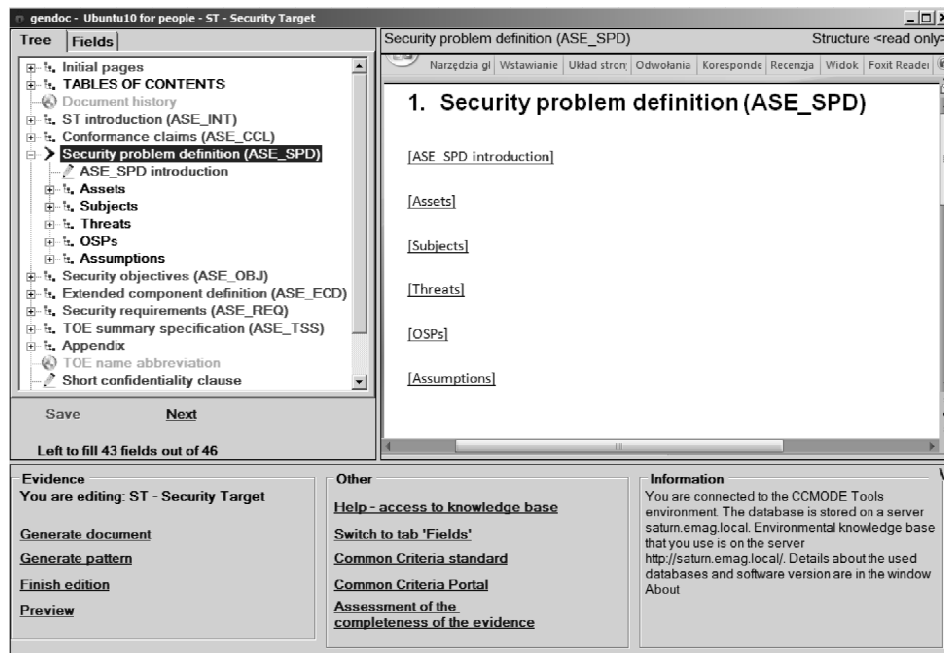 gendoc - Ubuntu10 for people - ST - Security Target
Tree
Fields
Initial pages
TABLES OF CONTENTS
Document history
ST introduction (ASE_INT)
Conformance claims (ASE_CCL)
Security problem definition (ASE_SPD)
ASE_SPD introduction
Assets
Subjects
Threats
OSPs
Assumptions
Security objectives (ASE_OBJ)
Extended component definition (ASE_ECD)
Security requirements (ASE_REQ)
TOE summary specification (ASE_TSS)
Appendix
TOE name abbreviation
Short confidentiality clause
Save
Next
Left to fill 43 fields out of 46
Security problem definition (ASE_SPD)
Structure <read only>
Narzędzia gł
Wstawianie
Układ strony
Odwołania
Koresponde
Recenzja
Widok
Foxit Reader
1. Security problem definition (ASE_SPD)
[ASE_SPD introduction]
[Assets]
[Subjects]
[Threats]
[OSPs]
[Assumptions]
Evidence
You are editing: ST - Security Target
Generate document
Generate pattern
Finish edition
Preview
Other
Help - access to knowledge base
Switch to tab 'Fields'
Common Criteria standard
Common Criteria Portal
Assessment of the
completeness of the evidence
Information
You are connected to the CCMODE Tools
environment. The database is stored on a server
saturn.emag.local. Environmental knowledge base
that you use is on the server
http://saturn.emag.local/. Details about the used
databases and software version are in the window
About